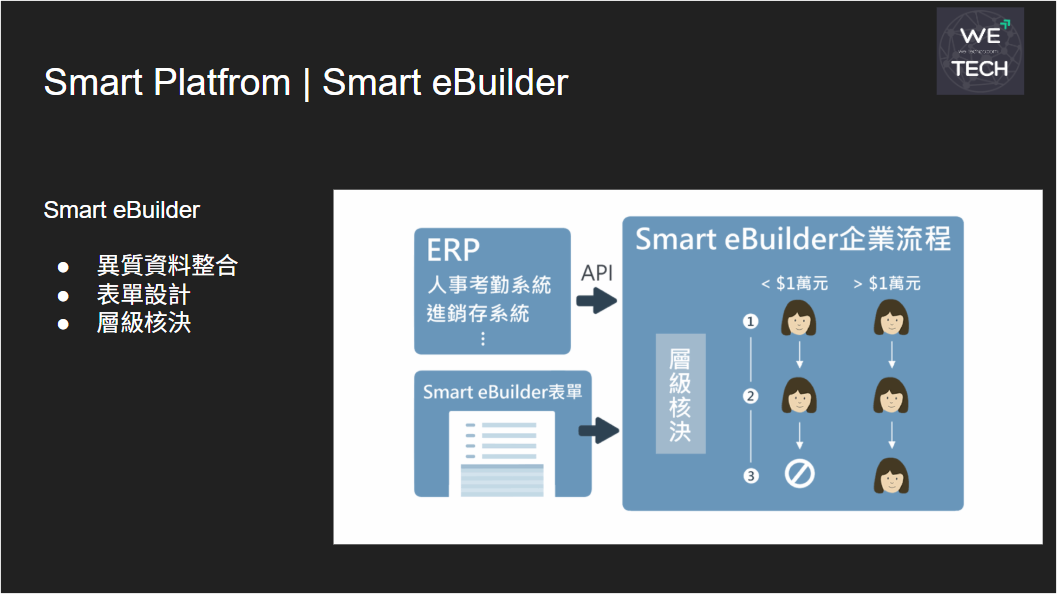 WE
TECH
Smart Platfrom | Smart eBuilder
Smart eBuilder
● 異質資料整合
● 表單設計
● 層級核決
ERP
人事考勤系統
進銷存系統
⋮
API
Smart eBuilder表單
Smart eBuilder企業流程
< $1萬元 > $1萬元
層級核決
1
2
3